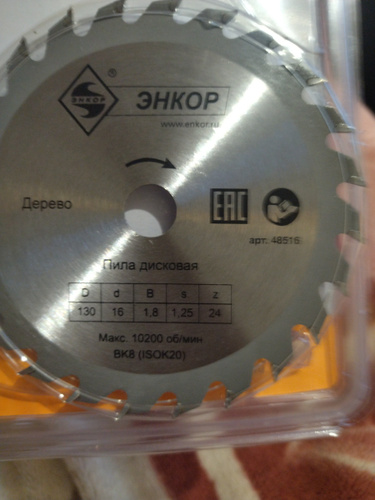 ЭНКОР
®
ЭНКОР
www.enkor.ru
Дерево
EAC
арт. 48516
Пила дисковая
D d B s z
130 16 1,8 1,25 24
Макс. 10200 об/мин
ВК8 (ISOK20)